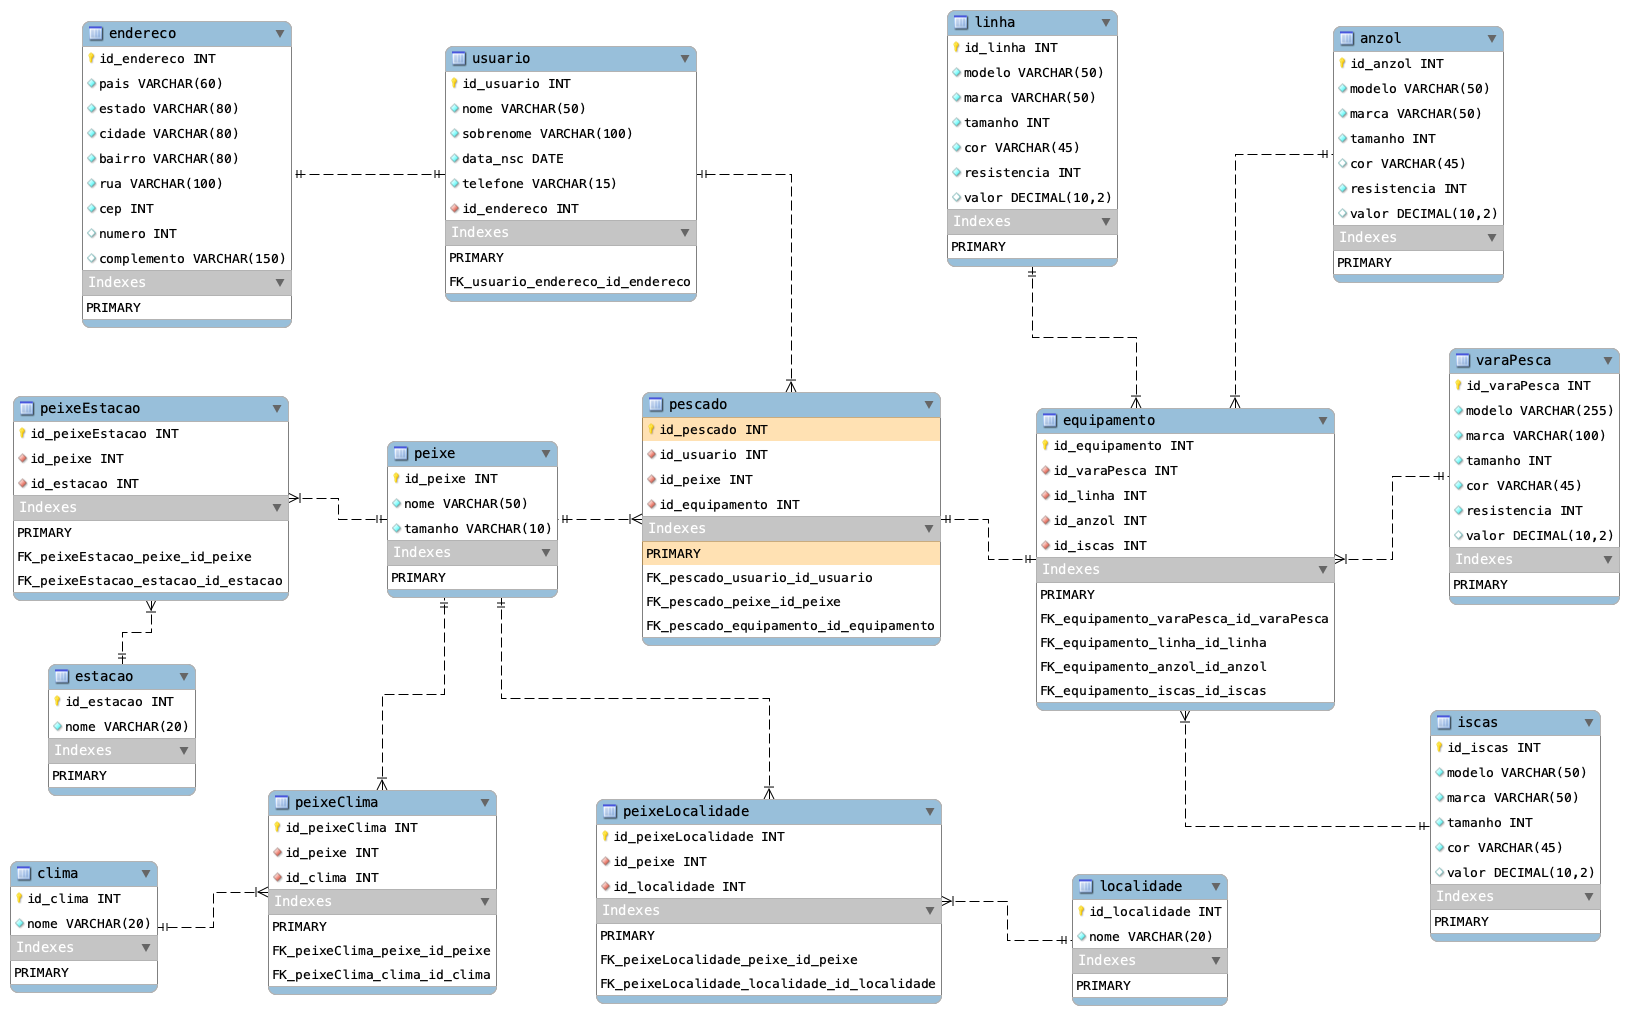 endereco
id_endereco INT
pais VARCHAR(60)
estado VARCHAR(80)
cidade VARCHAR(80)
bairro VARCHAR(80)
rua VARCHAR(100)
cep INT
numero INT
complemento VARCHAR(150)
Indexes
PRIMARY
usuario
id_usuario INT
nome VARCHAR(50)
sobrenome VARCHAR(100)
data_nsc DATE
telefone VARCHAR(15)
id_endereco INT
Indexes
PRIMARY
FK_usuario_endereco_id_endereco
linha
id_linha INT
modelo VARCHAR(50)
marca VARCHAR(50)
tamanho INT
cor VARCHAR(45)
resistencia INT
valor DECIMAL(10,2)
Indexes
PRIMARY
anzol
id_anzol INT
modelo VARCHAR(50)
marca VARCHAR(50)
tamanho INT
cor VARCHAR(45)
resistencia INT
valor DECIMAL(10,2)
Indexes
PRIMARY
peixeEstacao
id_peixeEstacao INT
id_peixe INT
id_estacao INT
Indexes
PRIMARY
FK_peixeEstacao_peixe_id_peixe
FK_peixeEstacao_estacao_id_estacao
peixe
id_peixe INT
nome VARCHAR(50)
tamanho VARCHAR(10)
Indexes
PRIMARY
pescado
id_pescado INT
id_usuario INT
id_peixe INT
id_equipamento INT
Indexes
PRIMARY
FK_pescado_usuario_id_usuario
FK_pescado_peixe_id_peixe
FK_pescado_equipamento_id_equipamento
equipamento
id_equipamento INT
id_varaPesca INT
id_linha INT
id_anzol INT
id_iscas INT
Indexes
PRIMARY
FK_equipamento_varaPesca_id_varaPesca
FK_equipamento_linha_id_linha
FK_equipamento_anzol_id_anzol
FK_equipamento_iscas_id_iscas
varaPesca
id_varaPesca INT
modelo VARCHAR(255)
marca VARCHAR(100)
tamanho INT
cor VARCHAR(45)
resistencia INT
valor DECIMAL(10,2)
Indexes
PRIMARY
estacao
id_estacao INT
nome VARCHAR(20)
Indexes
PRIMARY
clima
id_clima INT
nome VARCHAR(20)
Indexes
PRIMARY
peixeClima
id_peixeClima INT
id_peixe INT
id_clima INT
Indexes
PRIMARY
FK_peixeClima_peixe_id_peixe
FK_peixeClima_clima_id_clima
peixeLocalidade
id_peixeLocalidade INT
id_peixe INT
id_localidade INT
Indexes
PRIMARY
FK_peixeLocalidade_peixe_id_peixe
FK_peixeLocalidade_localidade_id_localidade
localidade
id_localidade INT
nome VARCHAR(20)
Indexes
PRIMARY
iscas
id_iscas INT
modelo VARCHAR(50)
marca VARCHAR(50)
tamanho INT
cor VARCHAR(45)
valor DECIMAL(10,2)
Indexes
PRIMARY